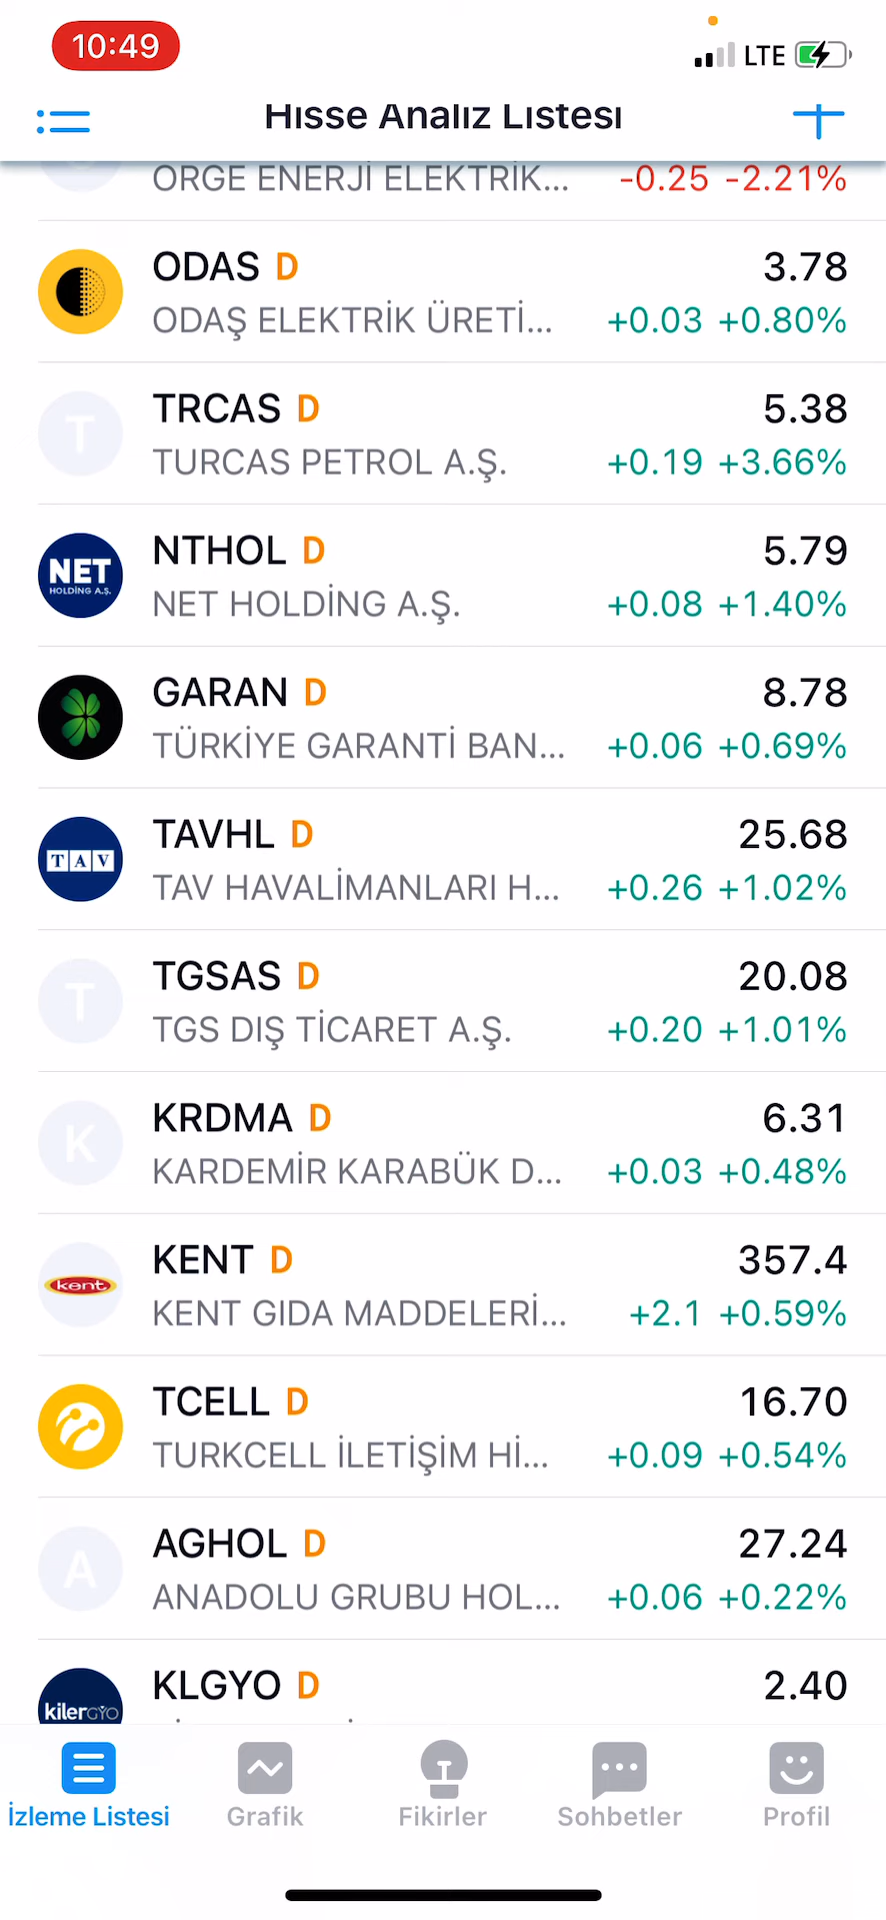 10:49
LTE
Hisse Analiz Listesi
ORGE ENERJİ ELEKTRİK... -0.25 -2.21%
ODAS D 3.78
ODAŞ ELEKTRİK ÜRETİ... +0.03 +0.80%
T
TRCAS D 5.38
TURCAS PETROL A.Ş. +0.19 +3.66%
NET
HOLDİNG A.Ş.
NTHOL D 5.79
NET HOLDİNG A.Ş. +0.08 +1.40%
GARAN D 8.78
TÜRKİYE GARANTİ BAN... +0.06 +0.69%
TAV
TAVHL D 25.68
TAV HAVALİMANLARI H... +0.26 +1.02%
T
TGSAS D 20.08
TGS DIŞ TİCARET A.Ş. +0.20 +1.01%
K
KRDMA D 6.31
KARDEMİR KARABÜK D... +0.03 +0.48%
kent
KENT D 357.4
KENT GIDA MADDELERİ... +2.1 +0.59%
TCELL D 16.70
TURKCELL İLETİŞİM Hİ... +0.09 +0.54%
A
AGHOL D 27.24
ANADOLU GRUBU HOL... +0.06 +0.22%
kilerGYO
KLGYO D 2.40
İzleme Listesi Grafik Fikirler Sohbetler Profil